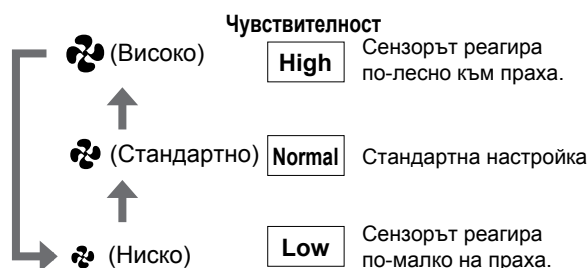 Чувствителност
(Високо)
High
Сензорът реагира
по-лесно към праха.
(Стандартно)
Normal
Стандартна настройка
(Ниско)
Low
Сензорът реагира
по-малко на праха.